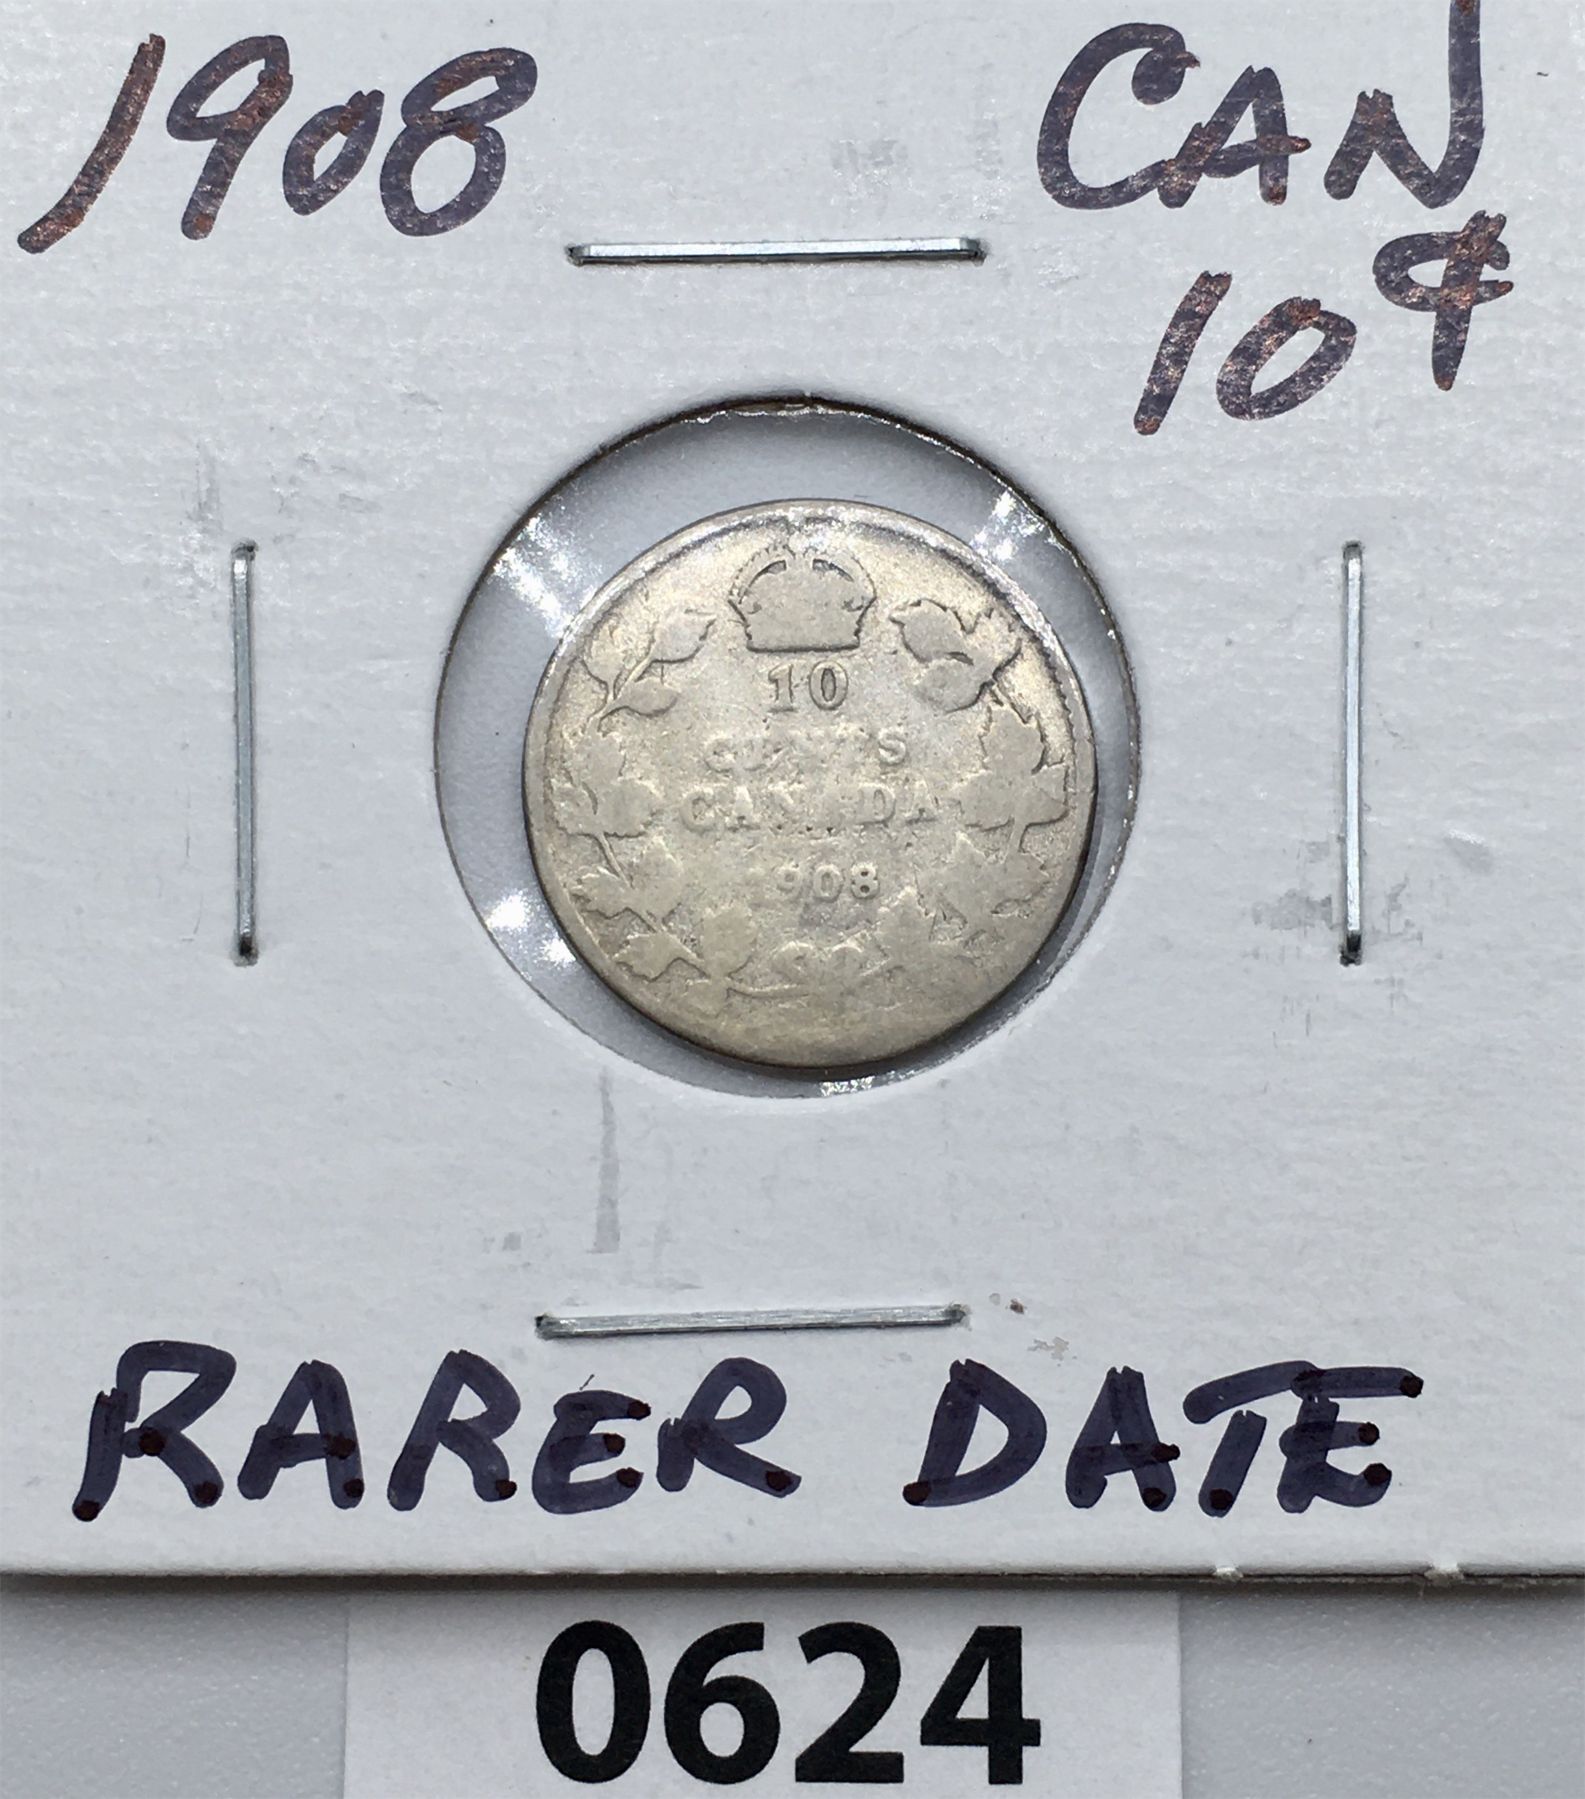 1908
CAN
10¢
10
CENTS
CANADA
1908
RARER DATE
0624